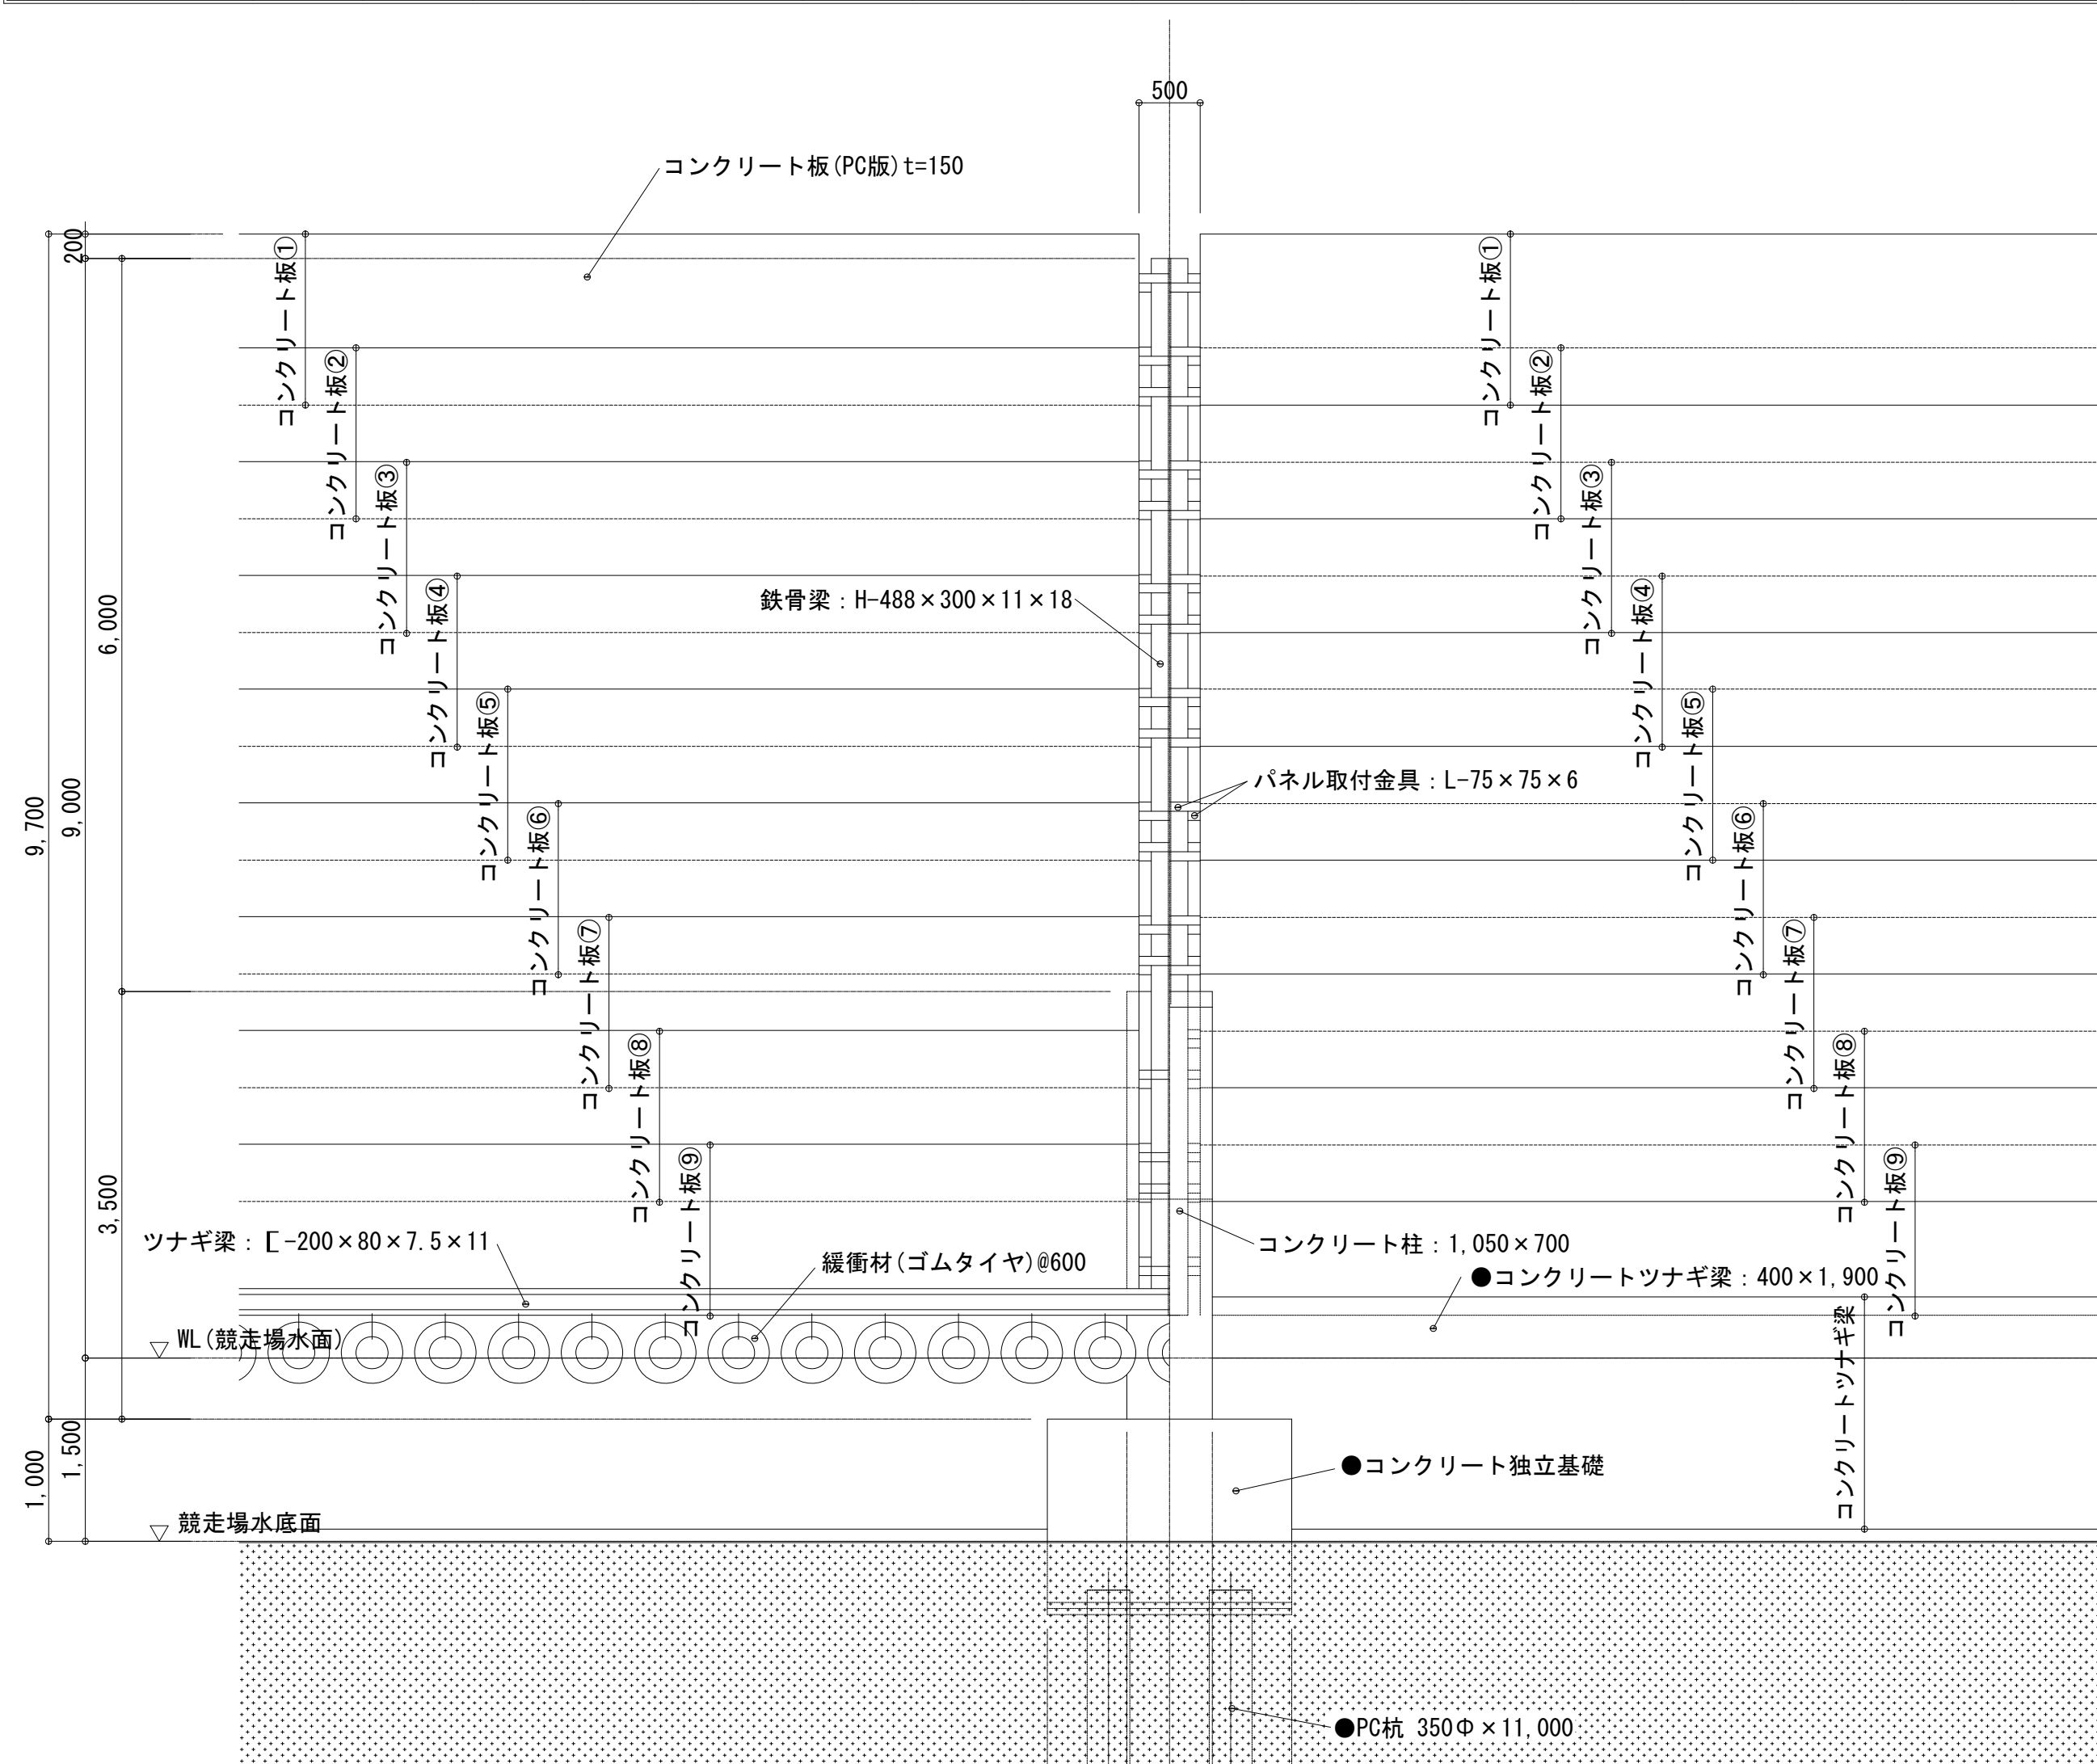 500
コンクリート板(PC版)t=150
200
コンクリート板①
コンクリート板①
コンクリート板②
コンクリート板②
コンクリート板③
コンクリート板③
コンクリート板④
コンクリート板④
6,000
鉄骨梁：H-488×300×11×18
コンクリート板⑤
コンクリート板⑤
パネル取付金具：L-75×75×6
9,700
9,000
コンクリート板⑥
コンクリート板⑥
コンクリート板⑦
コンクリート板⑦
コンクリート板⑧
コンクリート板⑧
コンクリート板⑨
コンクリート板⑨
3,500
ツナギ梁：[-200×80×7.5×11
緩衝材(ゴムタイヤ)@600
コンクリート柱：1,050×700
●コンクリートツナギ梁：400×1,900
WL(競走場水面)
コンクリートツナギ梁
1,000
1,500
●コンクリート独立基礎
競走場水底面
●PC杭 350Φ×11,000